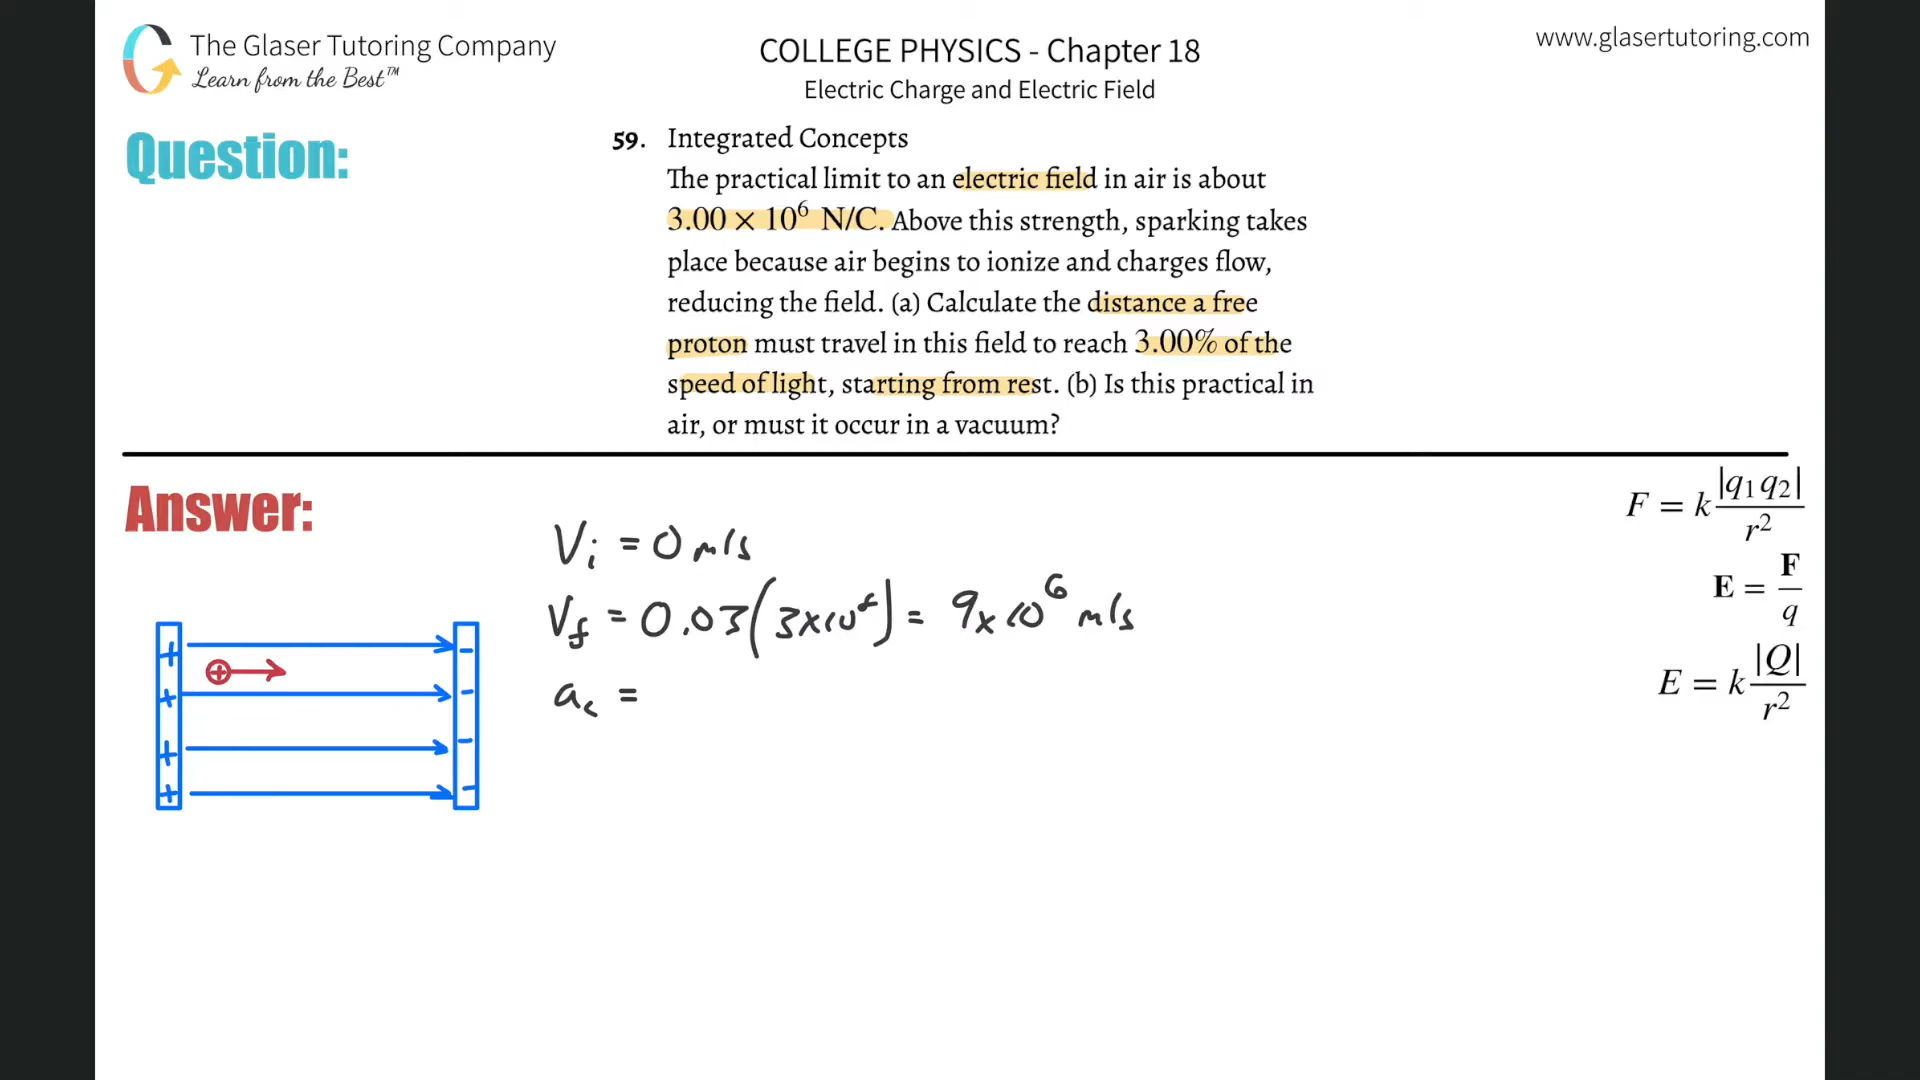 The Glaser Tutoring Company
Learn from the Best™
COLLEGE PHYSICS - Chapter 18
Electric Charge and Electric Field
www.glasertutoring.com
Question:
59. Integrated Concepts
The practical limit to an electric field in air is about
3.00 × 10⁶ N/C. Above this strength, sparking takes
place because air begins to ionize and charges flow,
reducing the field. (a) Calculate the distance a free
proton must travel in this field to reach 3.00% of the
speed of light, starting from rest. (b) Is this practical in
air, or must it occur in a vacuum?
Answer:
Vᵢ = 0 m/s
V_f = 0.03(3x10⁸) = 9x10⁶ m/s
a_c =
+ + + +
⊕
- - - -
F = k |q₁q₂| / r²
E = F / q
E = k |Q| / r²